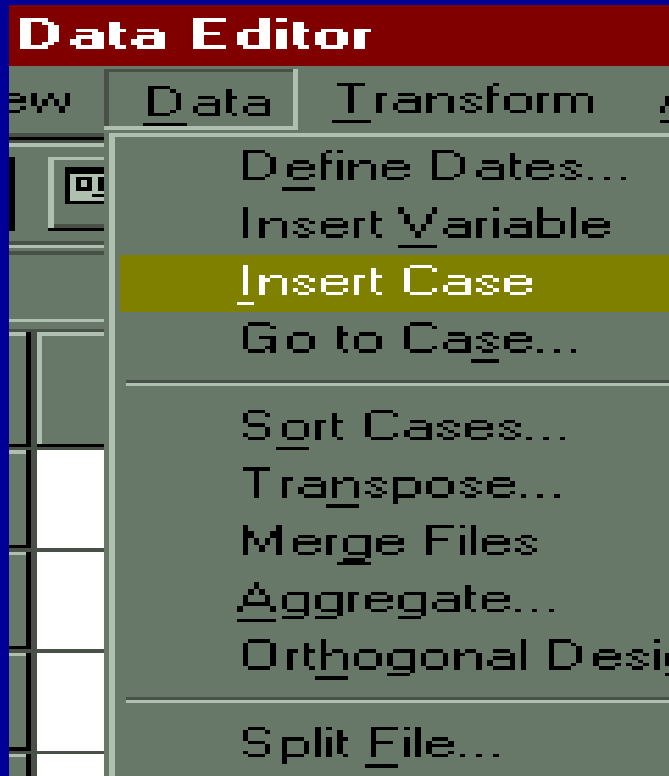 Data Editor
ew Data Transform
Define Dates...
Insert Variable
Insert Case
Go to Case...
Sort Cases...
Transpose...
Merge Files
Aggregate...
Orthogonal Desig
Split File...